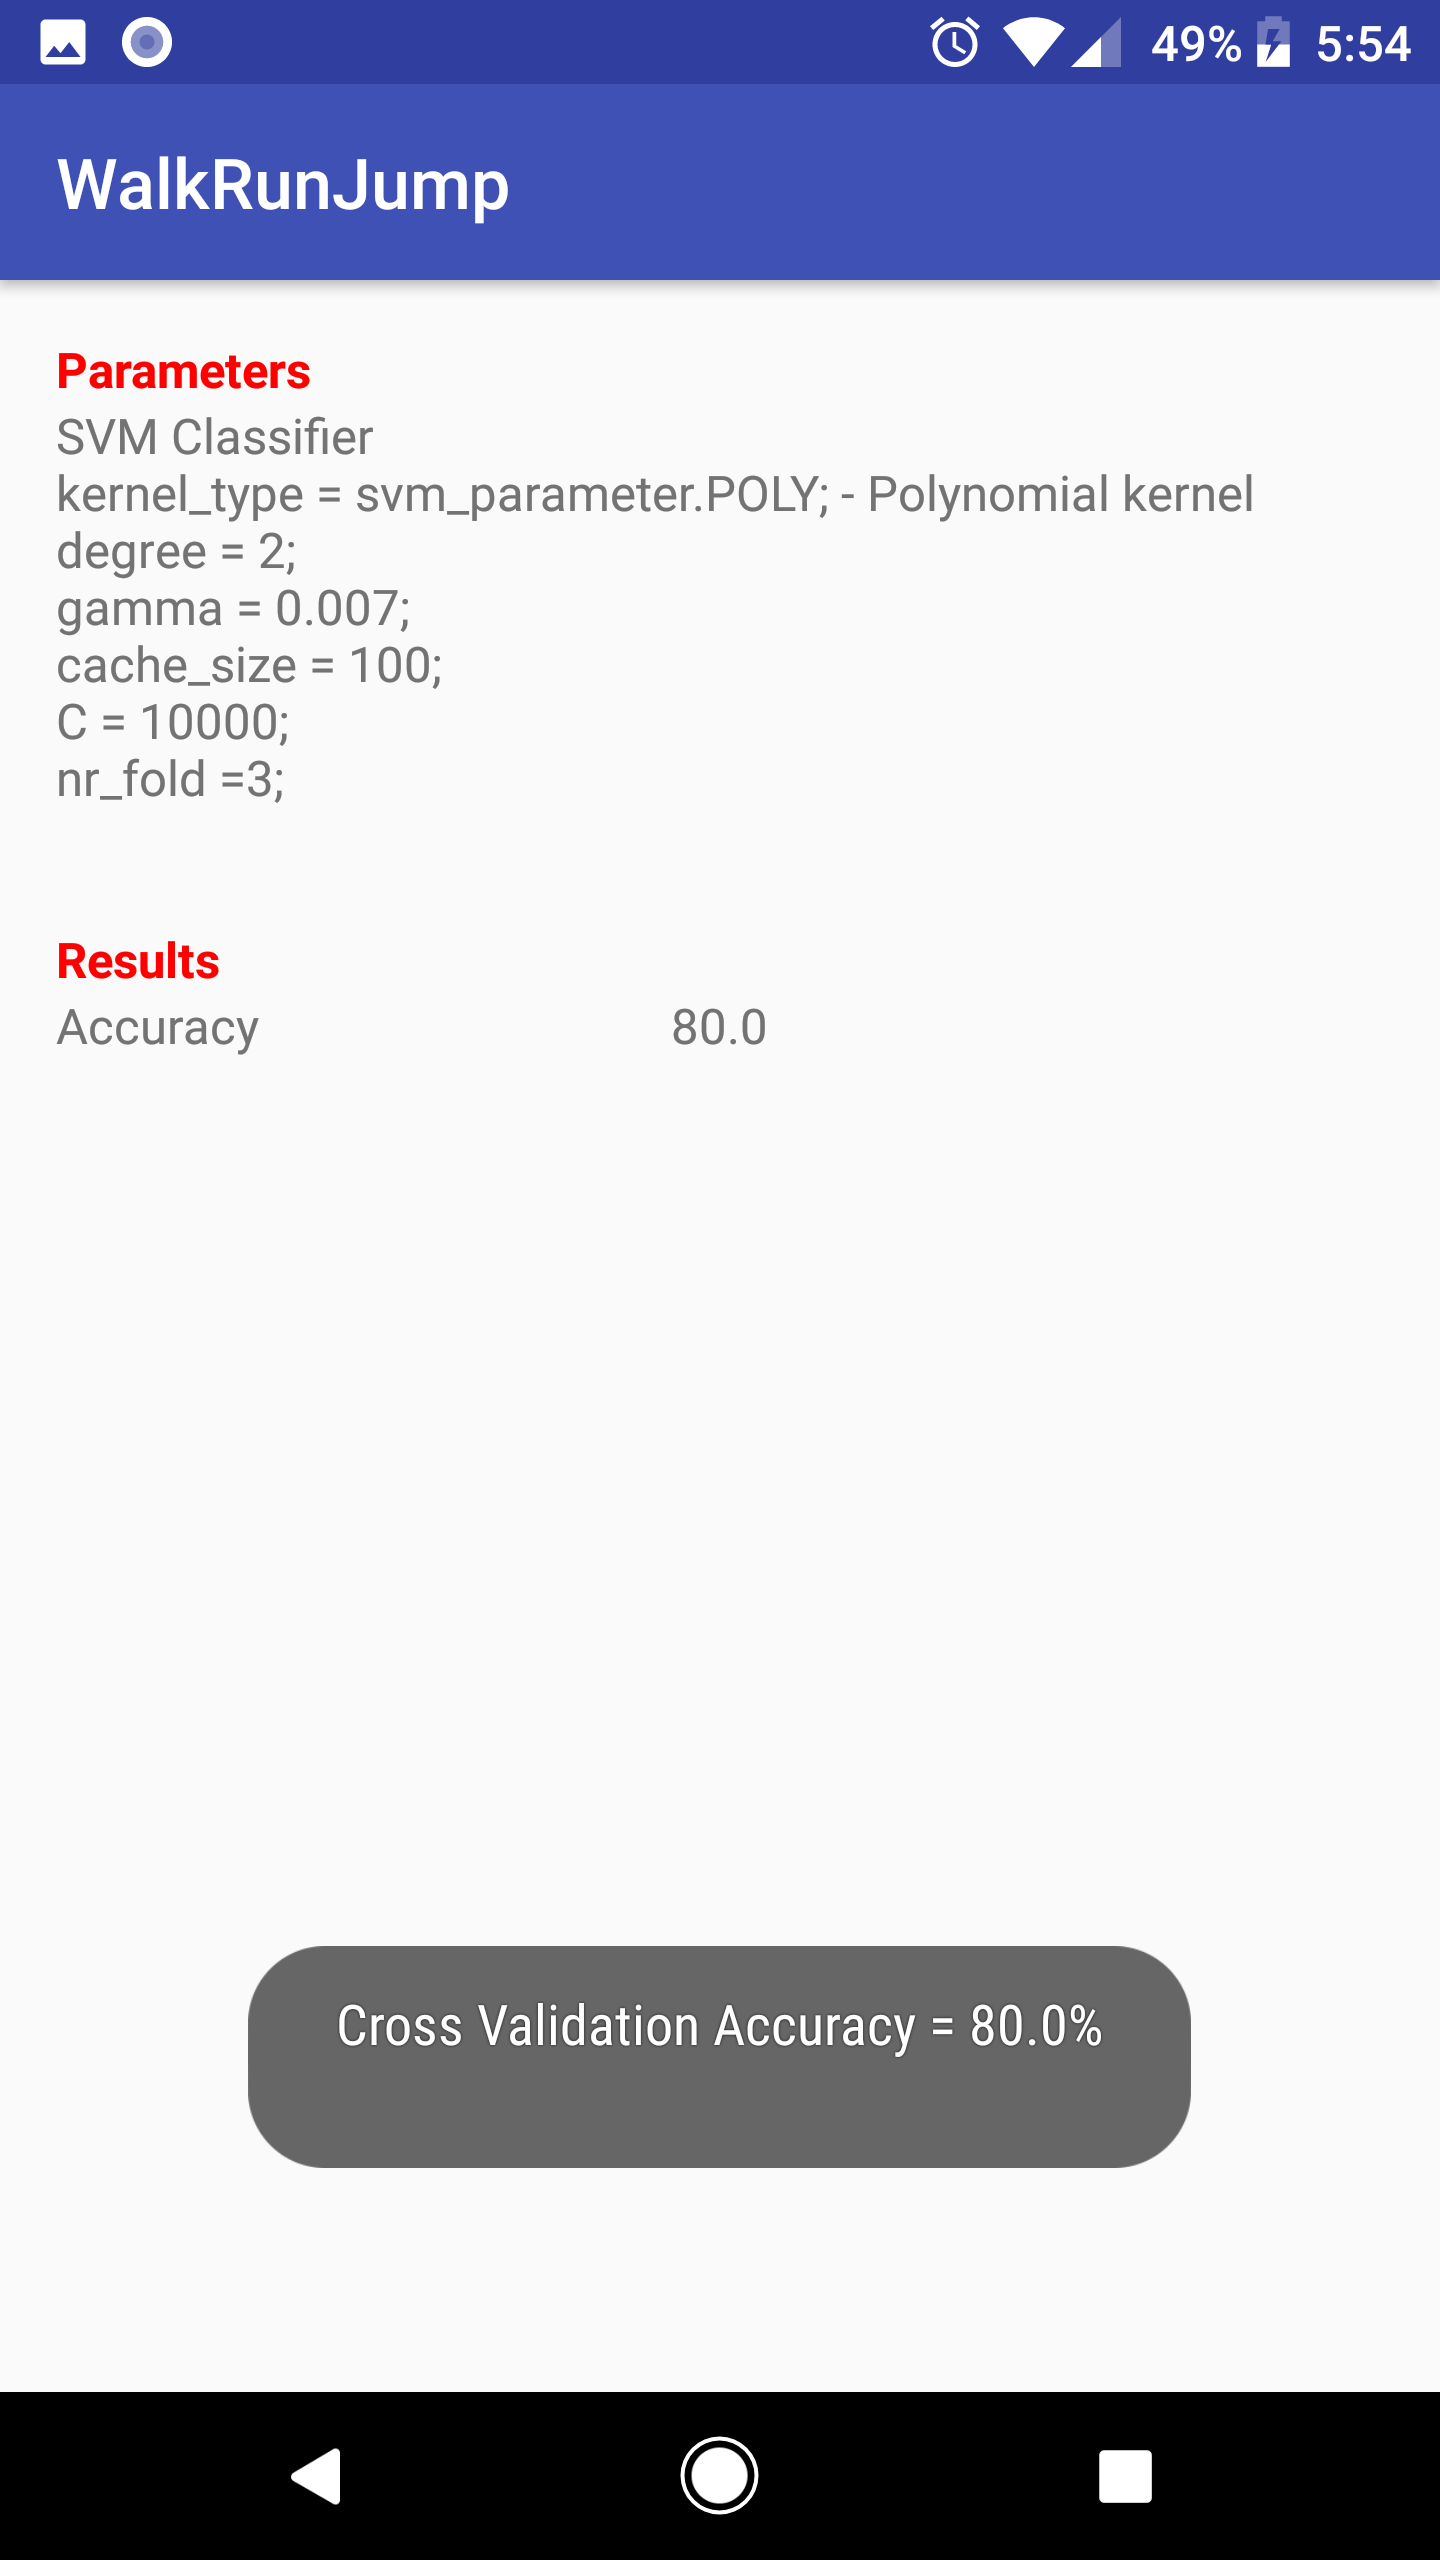 49% 5:54
WalkRunJump
Parameters
SVM Classifier
kernel_type = svm_parameter.POLY; - Polynomial kernel
degree = 2;
gamma = 0.007;
cache_size = 100;
C = 10000;
nr_fold =3;
Results
Accuracy 80.0
Cross Validation Accuracy = 80.0%